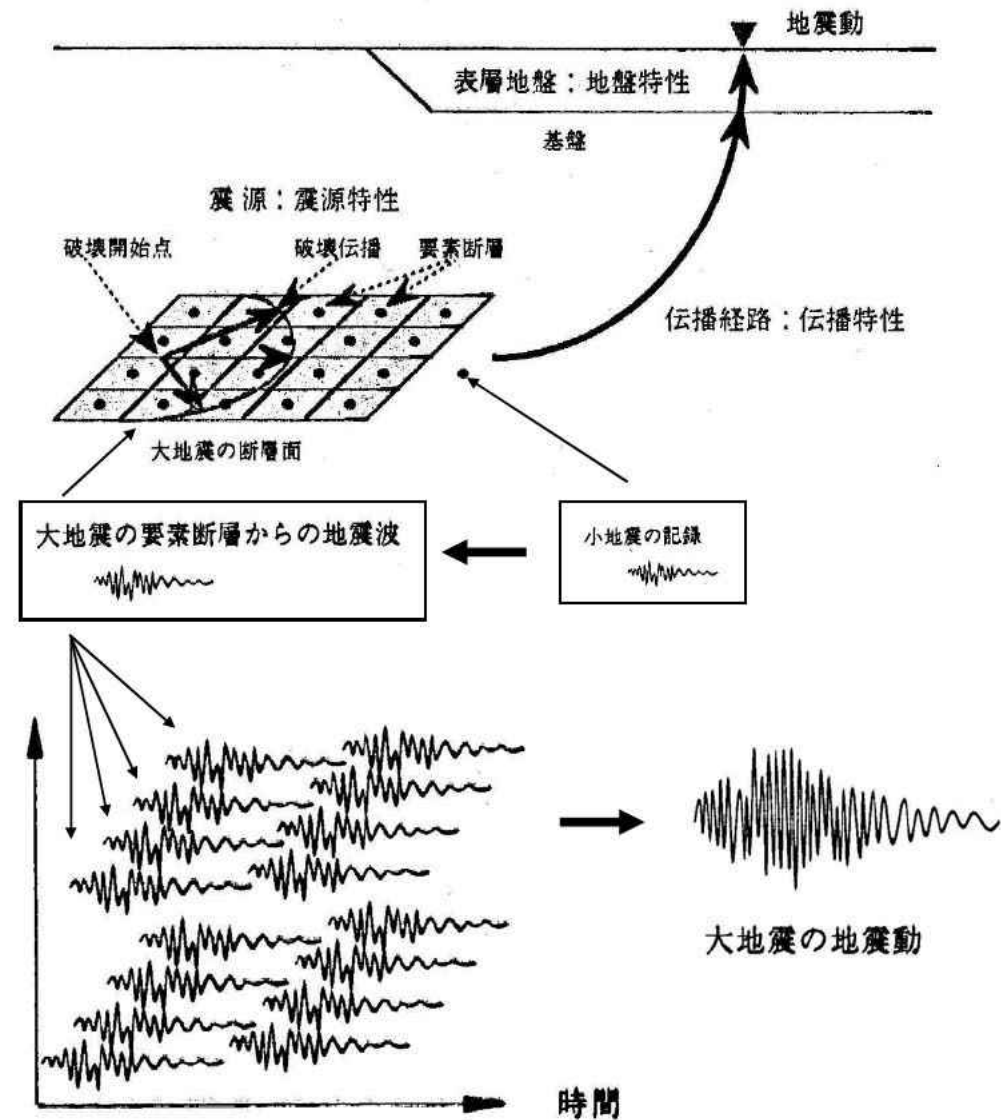 地震動
表層地盤：地盤特性
基盤
震源：震源特性
破壊開始点
破壊伝播
要素断層
伝播経路：伝播特性
大地震の断層面
大地震の要素断層からの地震波
小地震の記録
大地震の地震動
時間